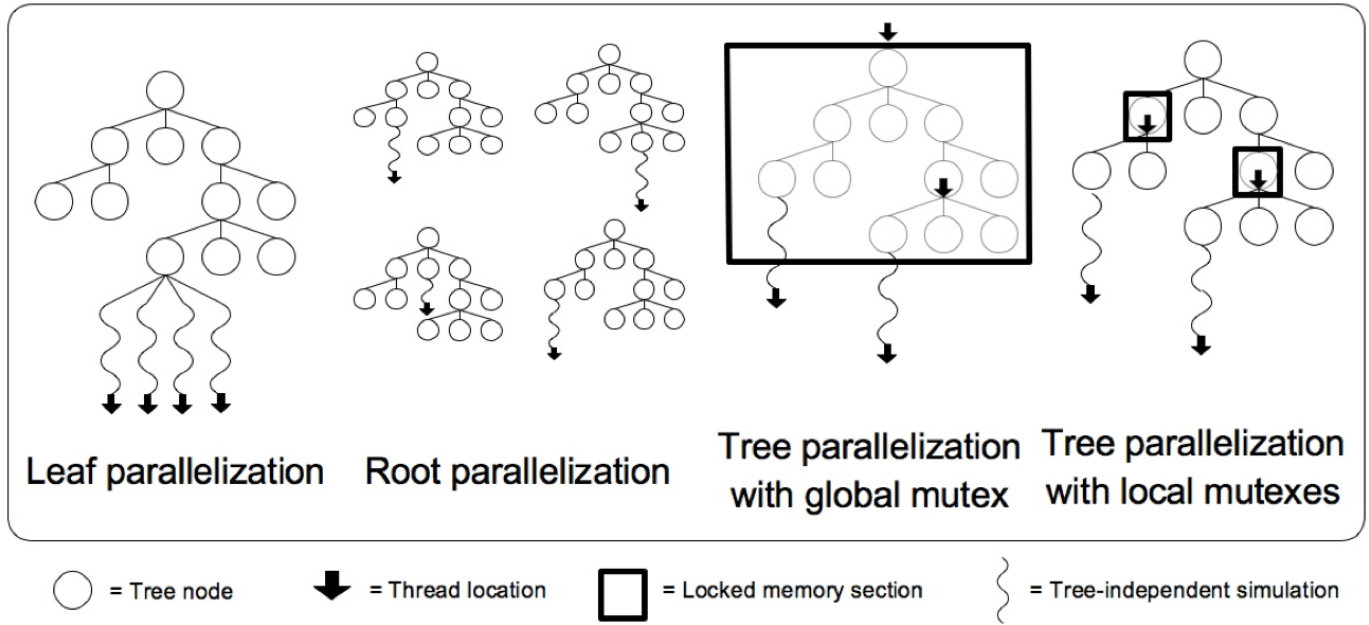 Leaf parallelization
Root parallelization
Tree parallelization
with global mutex
Tree parallelization
with local mutexes
= Tree node
= Thread location
= Locked memory section
= Tree-independent simulation